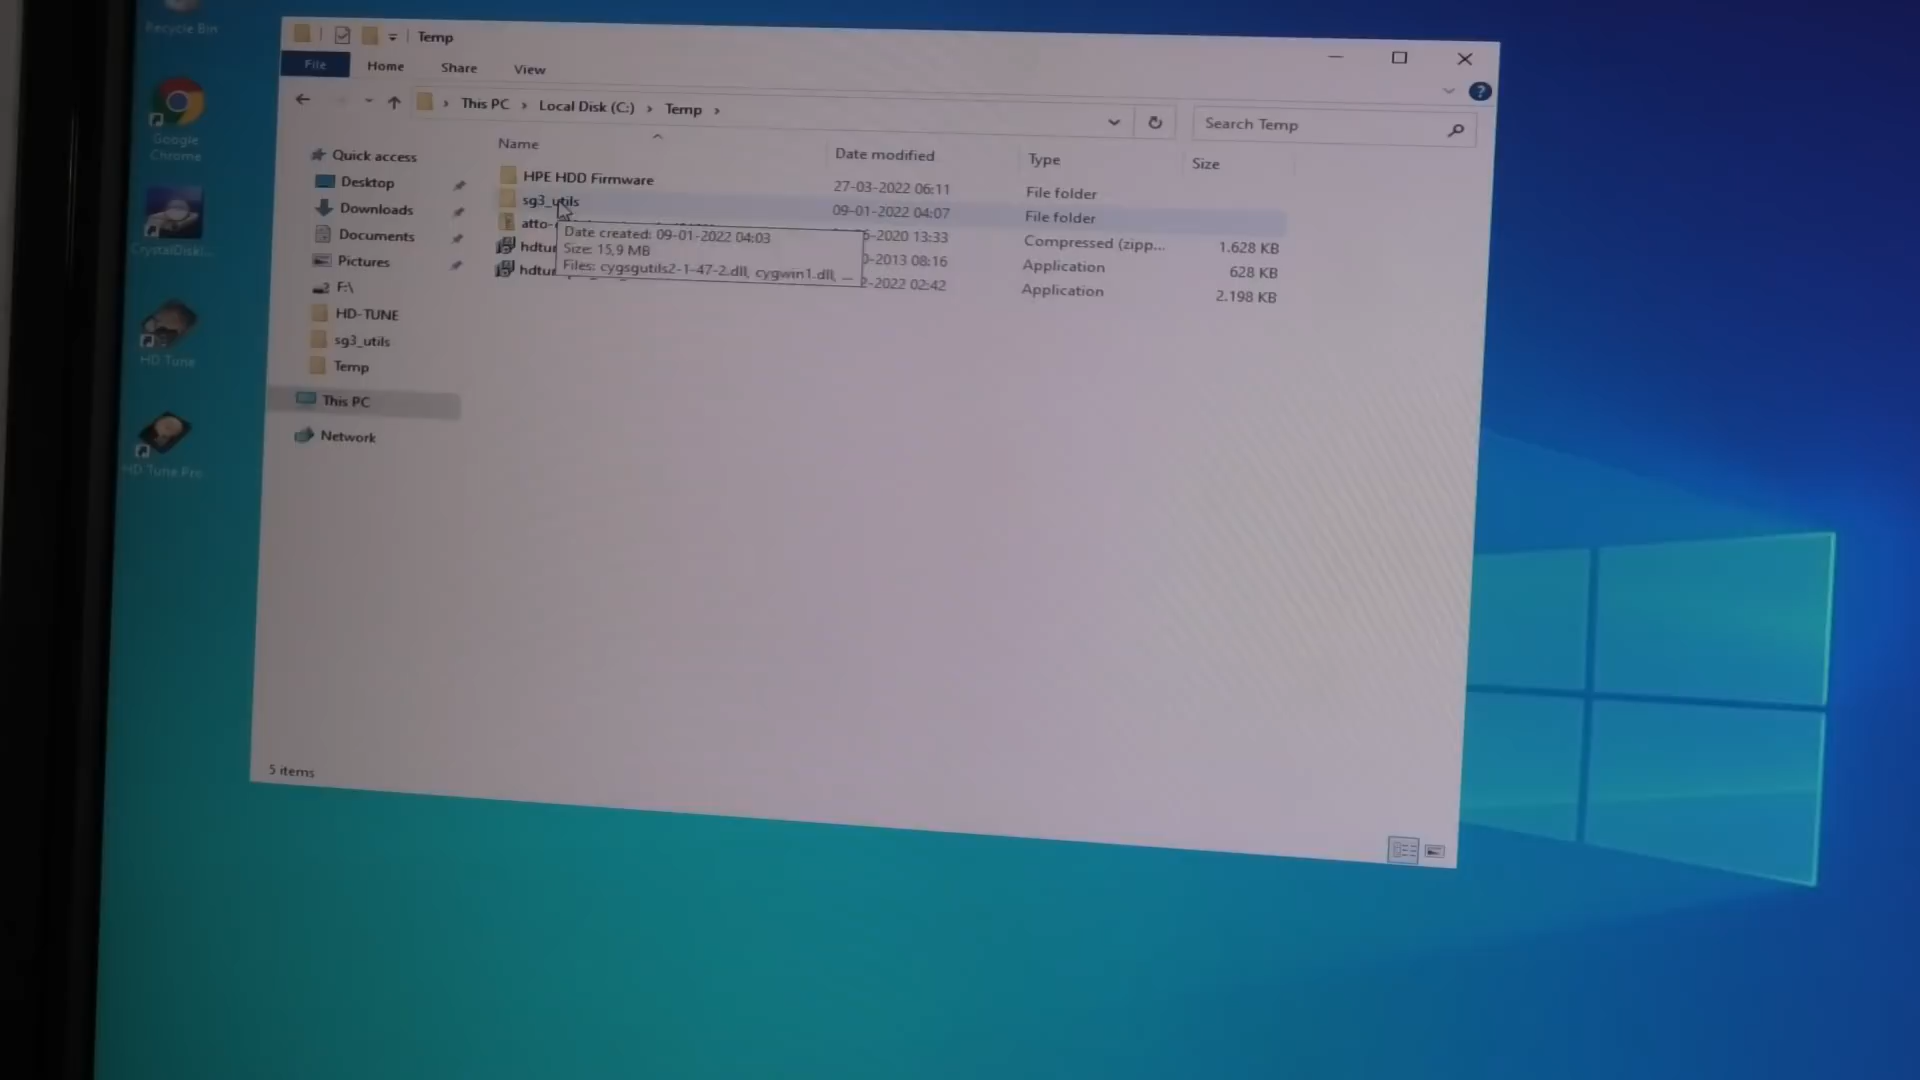 Recycle Bin
Google
Chrome
CrystalDiskI...
HD Tune
HD Tune Pro
Temp
File
Home
Share
View
This PC
Local Disk (C:)
Temp
Search Temp
Name
Date modified
Type
Size
Quick access
Desktop
Downloads
Documents
Pictures
F:\
HD-TUNE
sg3_utils
Temp
This PC
Network
HPE HDD Firmware
27-03-2022 06:11
File folder
sg3_utils
09-01-2022 04:07
File folder
atto-
-2020 13:33
Compressed (zipp...
1.628 KB
hdtu
-2013 08:16
Application
628 KB
hdtu
-2022 02:42
Application
2.198 KB
Date created: 09-01-2022 04:03
Size: 15,9 MB
Files: cygsgutils2-1-47-2.dll, cygwin1.dll, ...
5 items